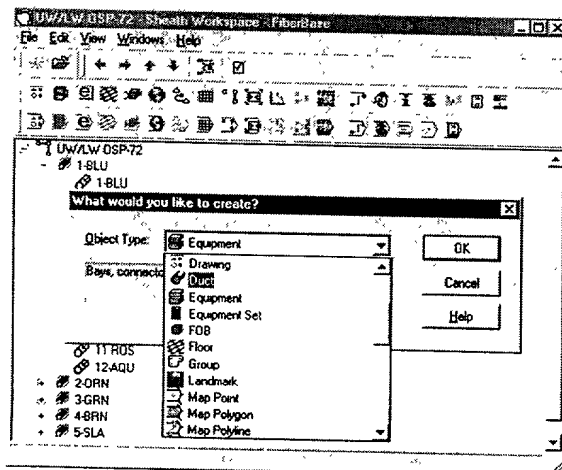 UW/LW OSP-72 - Sheath Workspace - FiberBase
File Edit View Windows Help
UW/LW OSP-72
1-BLU
1-BLU
What would you like to create?
Object Type: Equipment
OK
Bays, connecto
Cancel
Help
Drawing
Duct
Equipment
Equipment Set
FOB
Floor
Group
Landmark
Map Point
Map Polygon
Map Polyline
11-ROS
12-AQU
2-ORN
3-GRN
4-BRN
5-SLA